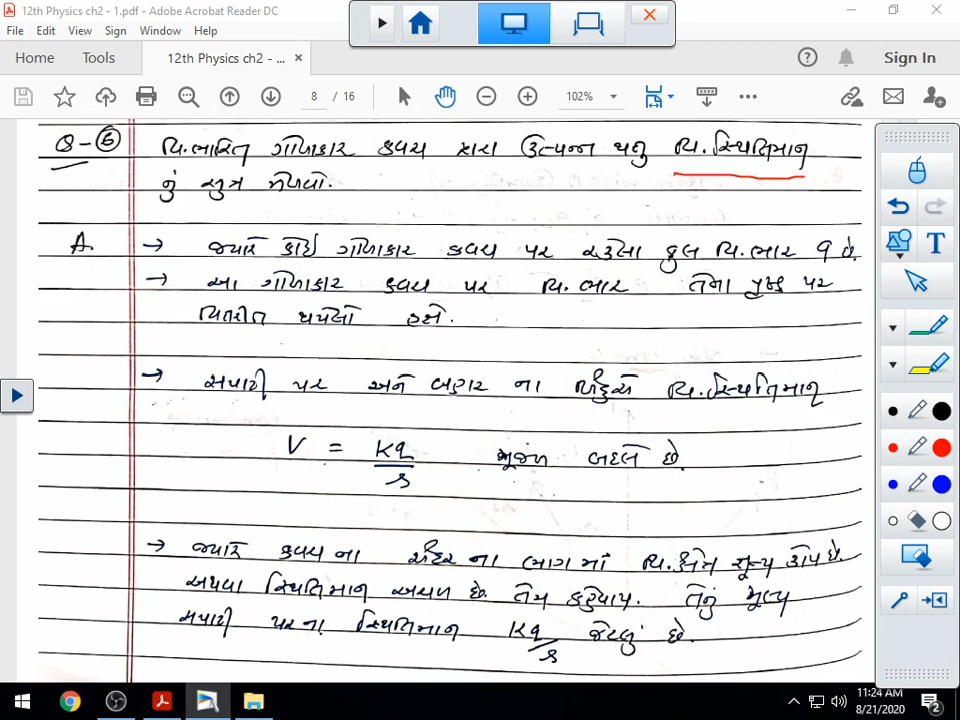 12th Physics ch2 - 1.pdf - Adobe Acrobat Reader DC
File Edit View Sign Window Help
Home Tools 12th Physics ch2 - ... × Sign In
8 / 16 102%
Q-6 વિ.ભારિત ગોળાકાર કવચ દ્વારા ઉત્પન્ન થતુ વિ.સ્થિતિમાન
નું સુત્ર મેળવો.
A → જ્યારે કોઈ ગોળાકાર કવચ પર રહેલો કુલ વિ.ભાર q છે.
→ આ ગોળાકાર કવચ પર વિ.ભાર તેના પૃષ્ઠ પર
વિતરીત થયેલો હશે.
→ સપાટી પર અને બહાર ના વિ.સ્થિતિમાન
V = Kq/r મુજબ બદલે છે.
→ જ્યારે કવચ ના અંદર ના ભાગ માં વિ.ક્ષેત્ર શૂન્ય હોય છે.
અથવા સ્થિતિમાન અચળ છે. તેમ કહેવાય. તેનું મૂલ્ય
સપાટી પરના સ્થિતિમાન Kq/r જેટલું છે.
11:24 AM
8/21/2020
2